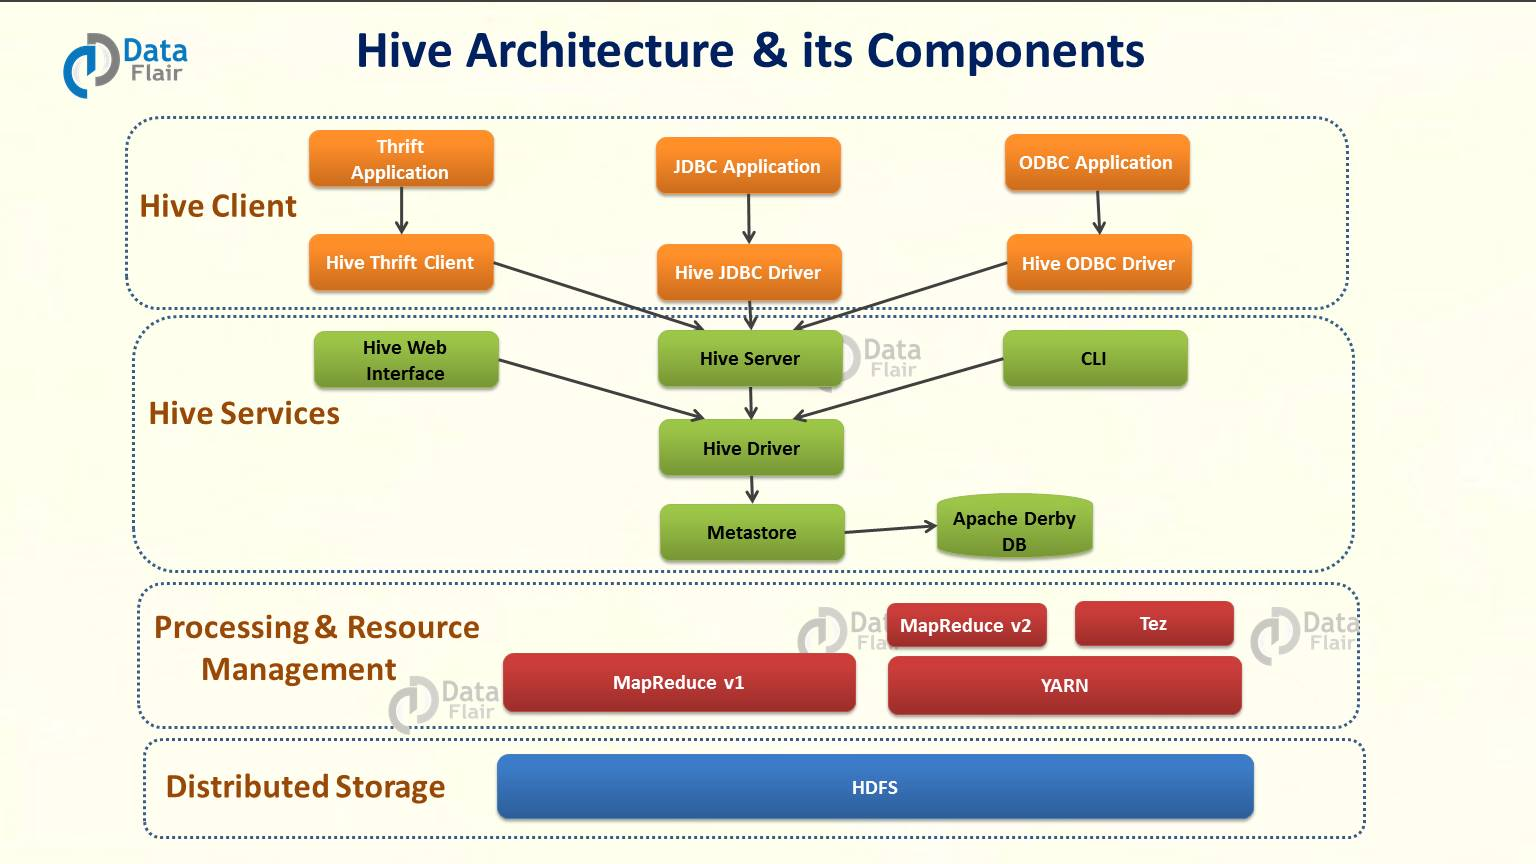 Data
Flair
Hive Architecture & its Components
Thrift
Application
JDBC Application
ODBC Application
Hive Client
Hive Thrift Client
Hive JDBC Driver
Hive ODBC Driver
Hive Web
Interface
Hive Server
Data
Flair
CLI
Hive Services
Hive Driver
Metastore
Apache Derby
DB
Processing & Resource
Management
Data
Flair
MapReduce v2
Tez
Data
Flair
Data
Flair
MapReduce v1
YARN
Distributed Storage
HDFS